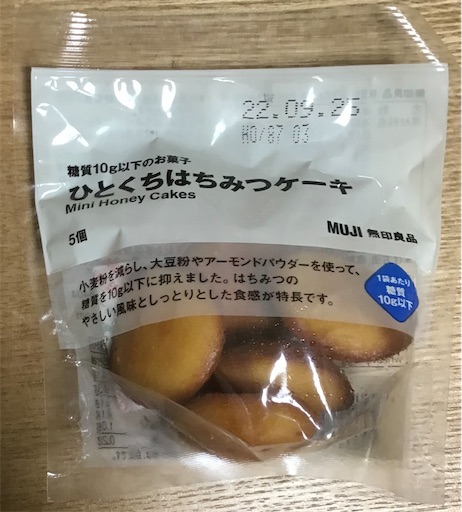 22.09.25
HO/87 03
糖質10g以下のお菓子
ひとくちはちみつケーキ
Mini Honey Cakes
5個
MUJI 無印良品
小麦粉を減らし、大豆粉やアーモンドパウダーを使って、
糖質を10g以下に抑えました。はちみつの
やさしい風味としっとりとした食感が特長です。
1袋あたり
糖質
10g以下